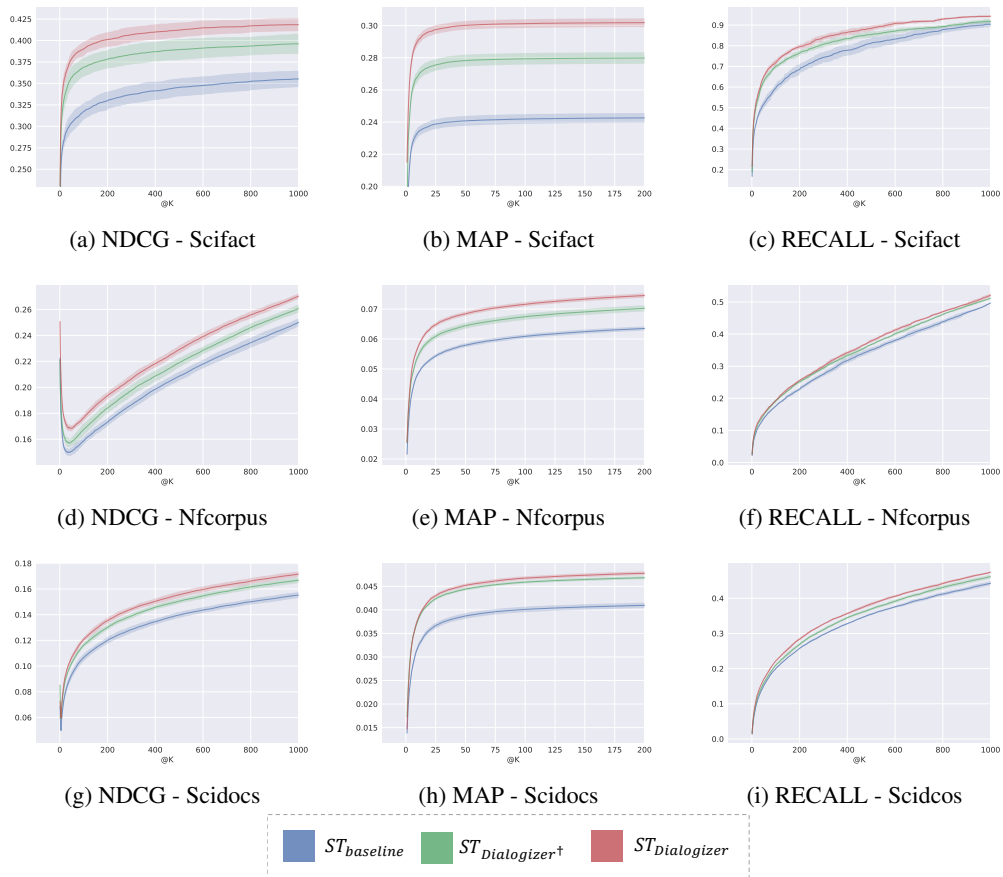 0.425
0.400
0.375
0.350
0.325
0.300
0.275
0.250
0 200 400 600 800 1000
@K
(a) NDCG - Scifact
0.30
0.28
0.26
0.24
0.22
0.20
0 25 50 75 100 125 150 175 200
@K
(b) MAP - Scifact
0.9
0.8
0.7
0.6
0.5
0.4
0.3
0.2
0 200 400 600 800 1000
@K
(c) RECALL - Scifact
0.26
0.24
0.22
0.20
0.18
0.16
0 200 400 600 800 1000
@K
(d) NDCG - Nfcorpus
0.07
0.06
0.05
0.04
0.03
0.02
0 25 50 75 100 125 150 175 200
@K
(e) MAP - Nfcorpus
0.5
0.4
0.3
0.2
0.1
0.0
0 200 400 600 800 1000
@K
(f) RECALL - Nfcorpus
0.18
0.16
0.14
0.12
0.10
0.08
0.06
0 200 400 600 800 1000
@K
(g) NDCG - Scidocs
0.045
0.040
0.035
0.030
0.025
0.020
0.015
0 25 50 75 100 125 150 175 200
@K
(h) MAP - Scidocs
0.4
0.3
0.2
0.1
0.0
0 200 400 600 800 1000
@K
(i) RECALL - Scidcos
ST_baseline ST_Dialogizer† ST_Dialogizer